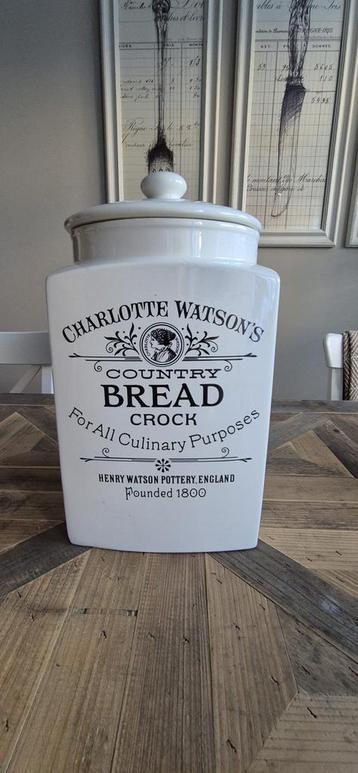 CHARLOTTE WATSON'S
COUNTRY
BREAD
CROCK
For All Culinary Purposes
HENRY WATSON POTTERY, ENGLAND
Founded 1800